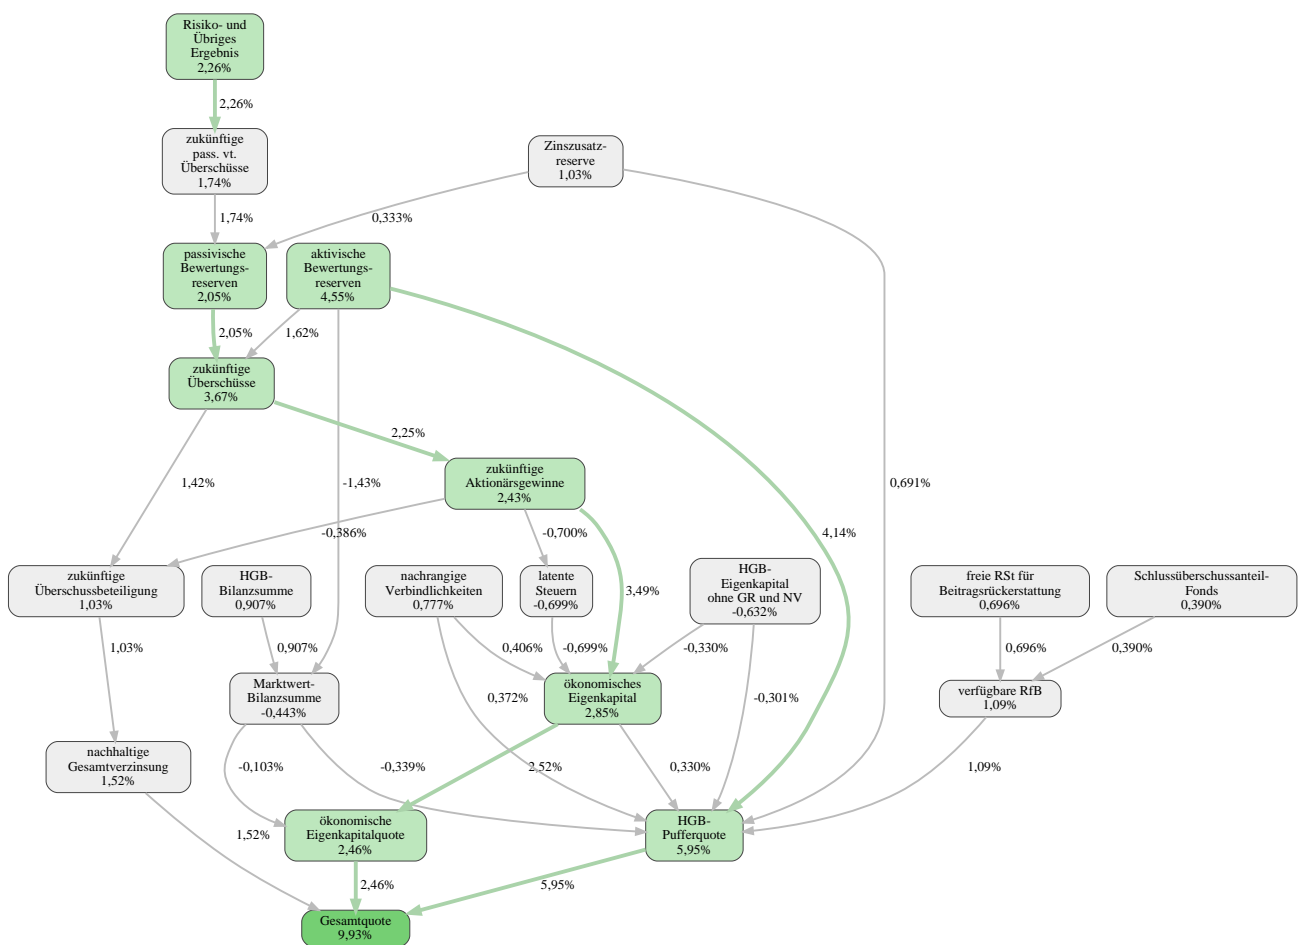 Risiko- und
Übriges
Ergebnis
2,26%
2,26%
zukünftige
pass. vt.
Überschüsse
1,74%
Zinszusatz-
reserve
1,03%
1,74%
0,333%
passivische
Bewertungs-
reserven
2,05%
aktivische
Bewertungs-
reserven
4,55%
2,05%
1,62%
zukünftige
Überschüsse
3,67%
2,25%
zukünftige
Aktionärsgewinne
2,43%
1,42%
-1,43%
0,691%
-0,386%
-0,700%
4,14%
zukünftige
Überschussbeteiligung
1,03%
HGB-
Bilanzsumme
0,907%
nachrangige
Verbindlichkeiten
0,777%
latente
Steuern
-0,699%
3,49%
HGB-
Eigenkapital
ohne GR und NV
-0,632%
freie RSt für
Beitragsrückerstattung
0,696%
Schlussüberschussanteil-
Fonds
0,390%
1,03%
0,907%
0,406%
-0,699%
-0,330%
0,696%
0,390%
Marktwert-
Bilanzsumme
-0,443%
0,372%
ökonomisches
Eigenkapital
2,85%
-0,301%
verfügbare RfB
1,09%
nachhaltige
Gesamtverzinsung
1,52%
-0,103%
-0,339%
2,52%
0,330%
1,09%
1,52%
ökonomische
Eigenkapitalquote
2,46%
HGB-
Pufferquote
5,95%
2,46%
5,95%
Gesamtquote
9,93%